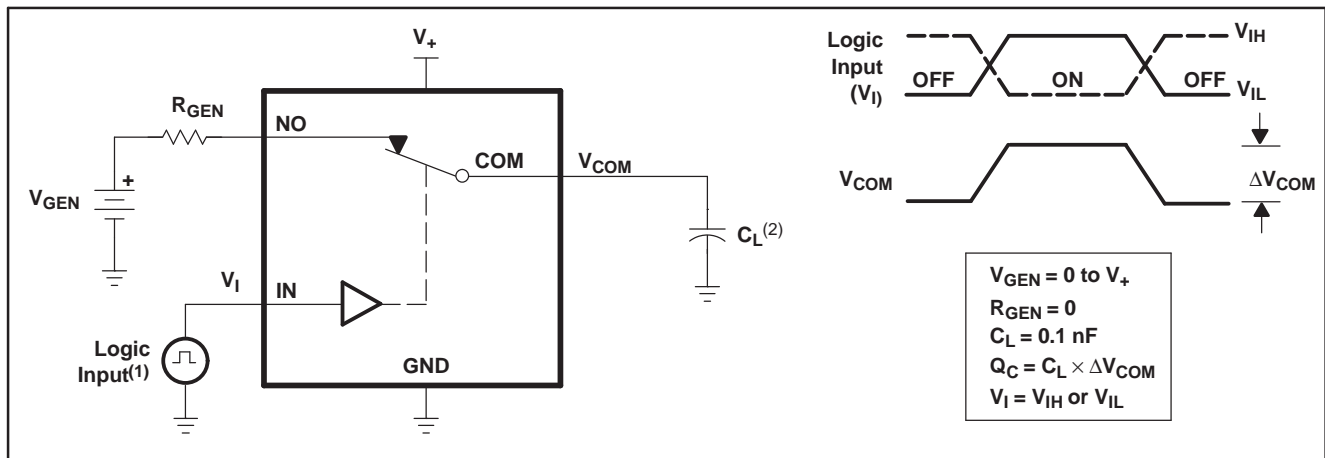 V+
RGEN
NO
COM
VCOM
VGEN
+
CL(2)
VI
IN
Logic
Input(1)
GND
Logic
Input
(VI)
OFF
ON
OFF
VIH
VIL
VCOM
ΔVCOM
VGEN = 0 to V+
RGEN = 0
CL = 0.1 nF
QC = CL × ΔVCOM
VI = VIH or VIL